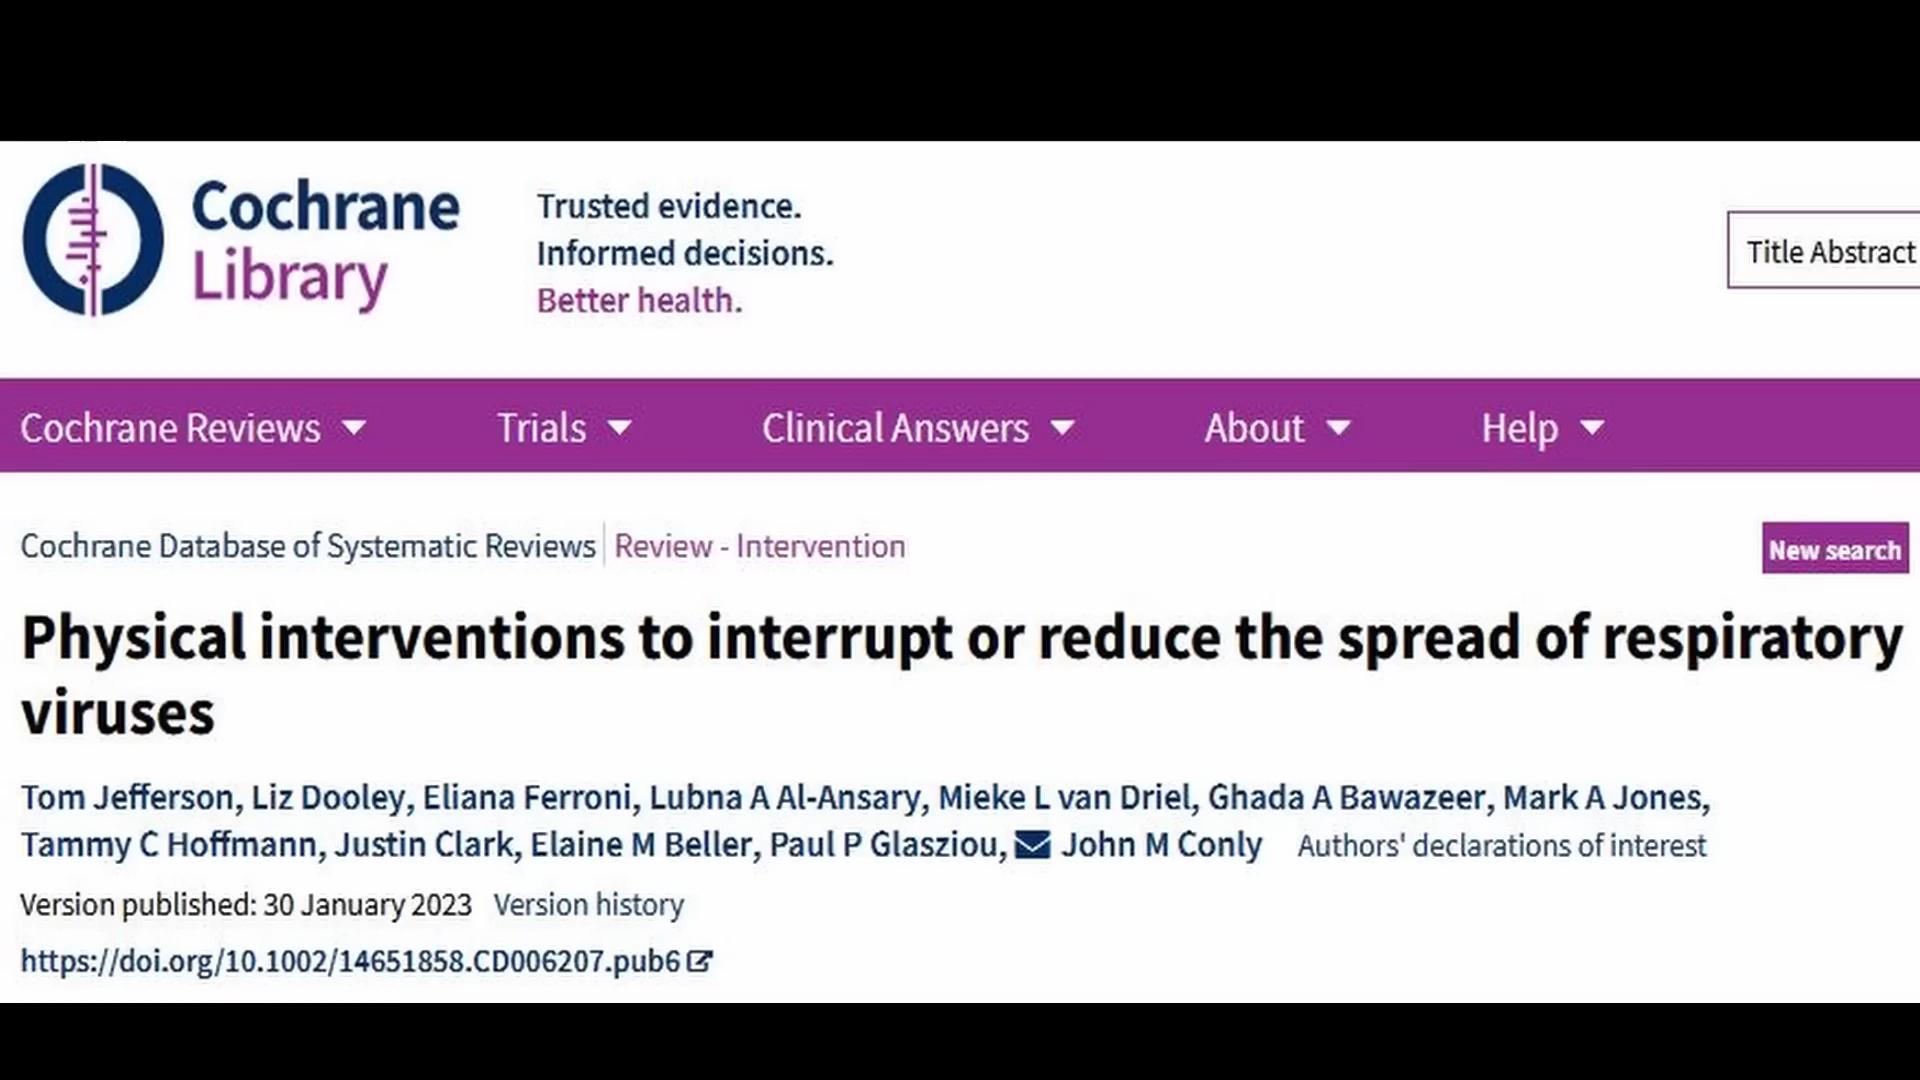 Cochrane
Library
Trusted evidence.
Informed decisions.
Better health.
Title Abstract
Cochrane Reviews
Trials
Clinical Answers
About
Help
Cochrane Database of Systematic Reviews
Review - Intervention
New search
Physical interventions to interrupt or reduce the spread of respiratory
viruses
Tom Jefferson, Liz Dooley, Eliana Ferroni, Lubna A Al-Ansary, Mieke L van Driel, Ghada A Bawazeer, Mark A Jones,
Tammy C Hoffmann, Justin Clark, Elaine M Beller, Paul P Glasziou, John M Conly Authors' declarations of interest
Version published: 30 January 2023 Version history
https://doi.org/10.1002/14651858.CD006207.pub6